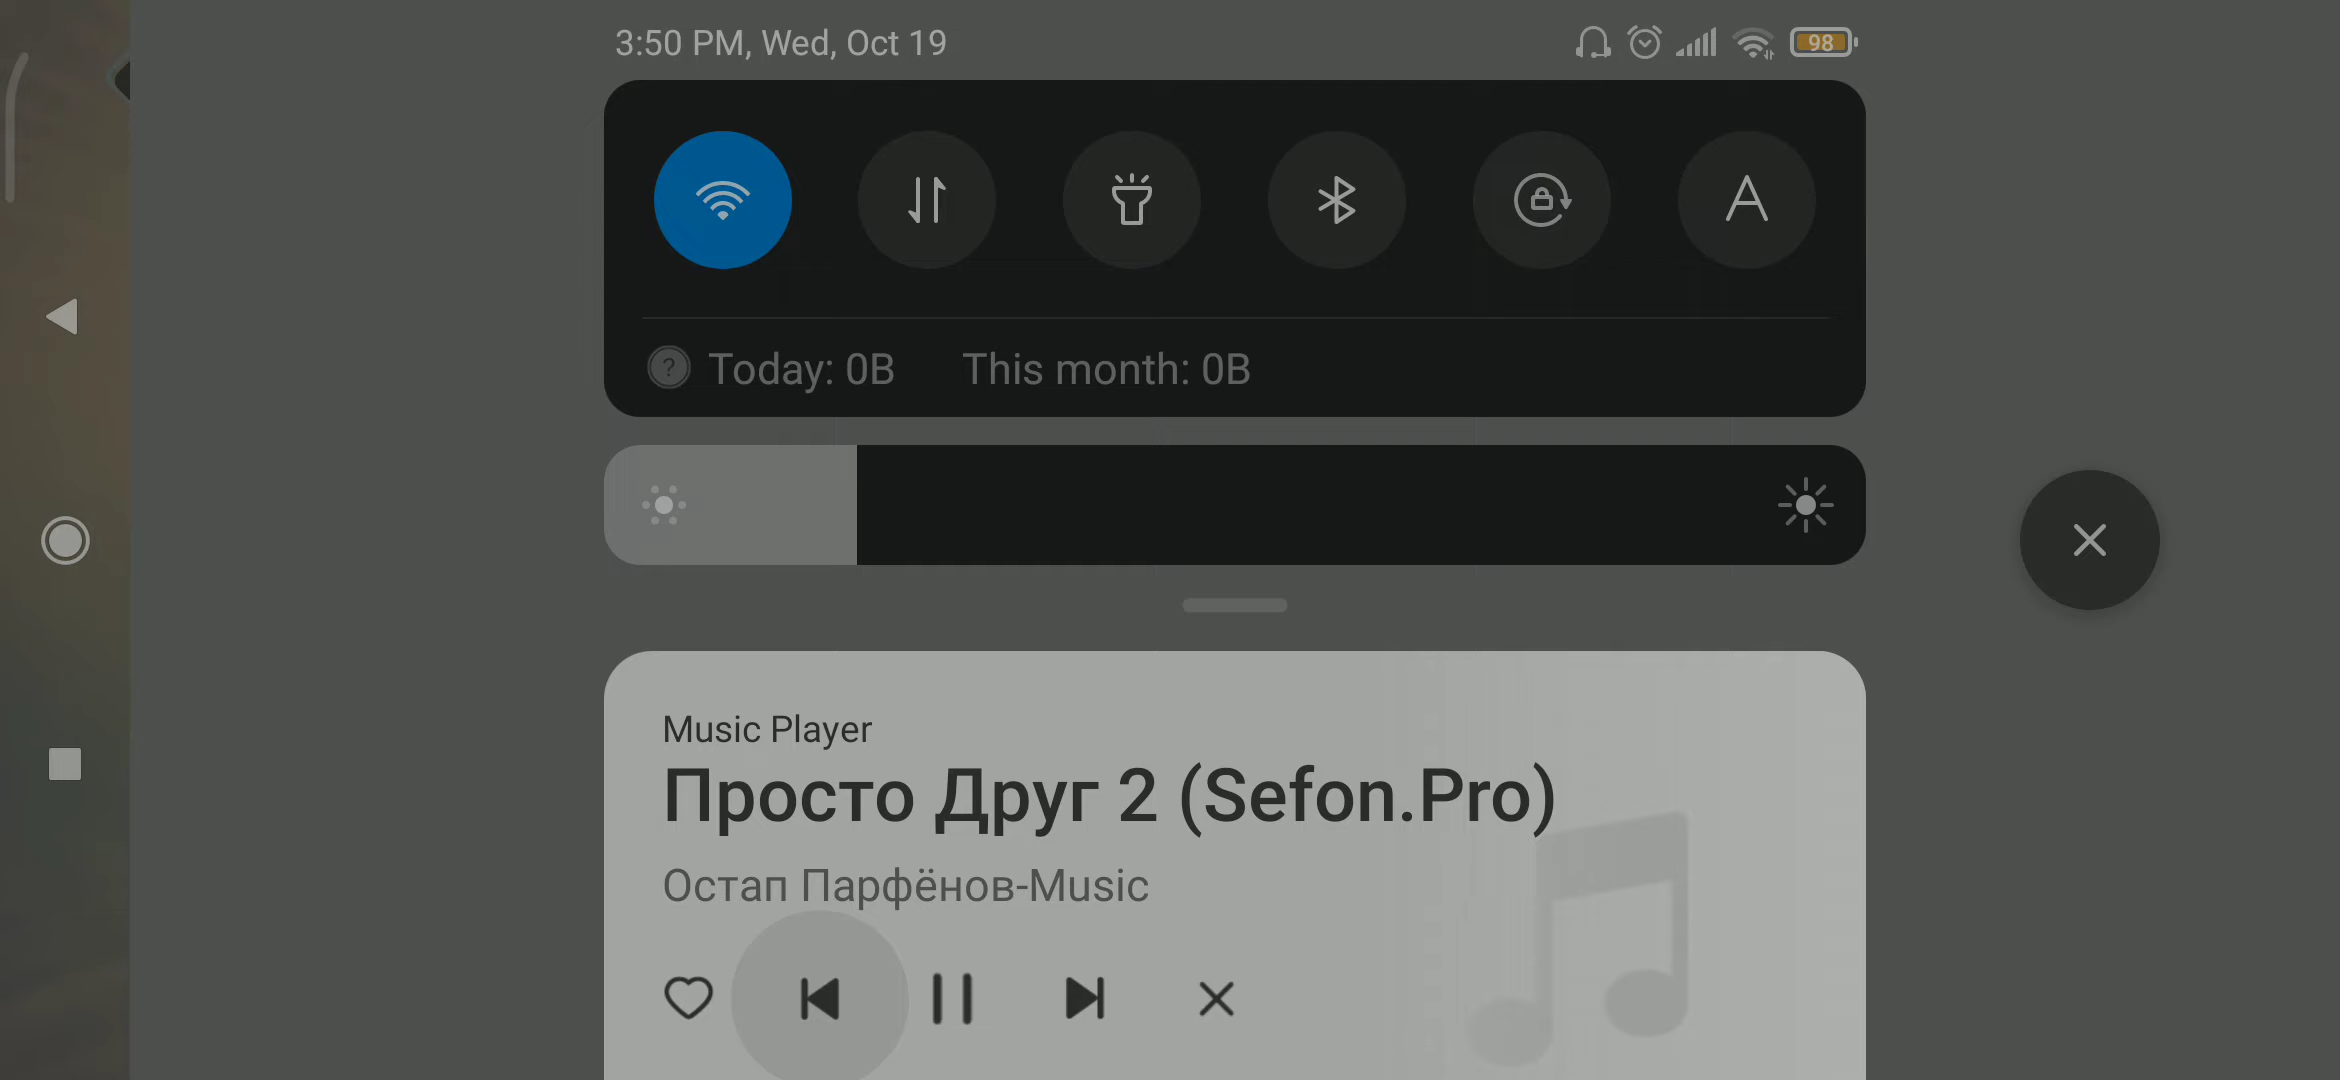 3:50 PM, Wed, Oct 19
98
A
? Today: 0B This month: 0B
Music Player
Просто Друг 2 (Sefon.Pro)
Остап Парфёнов-Music